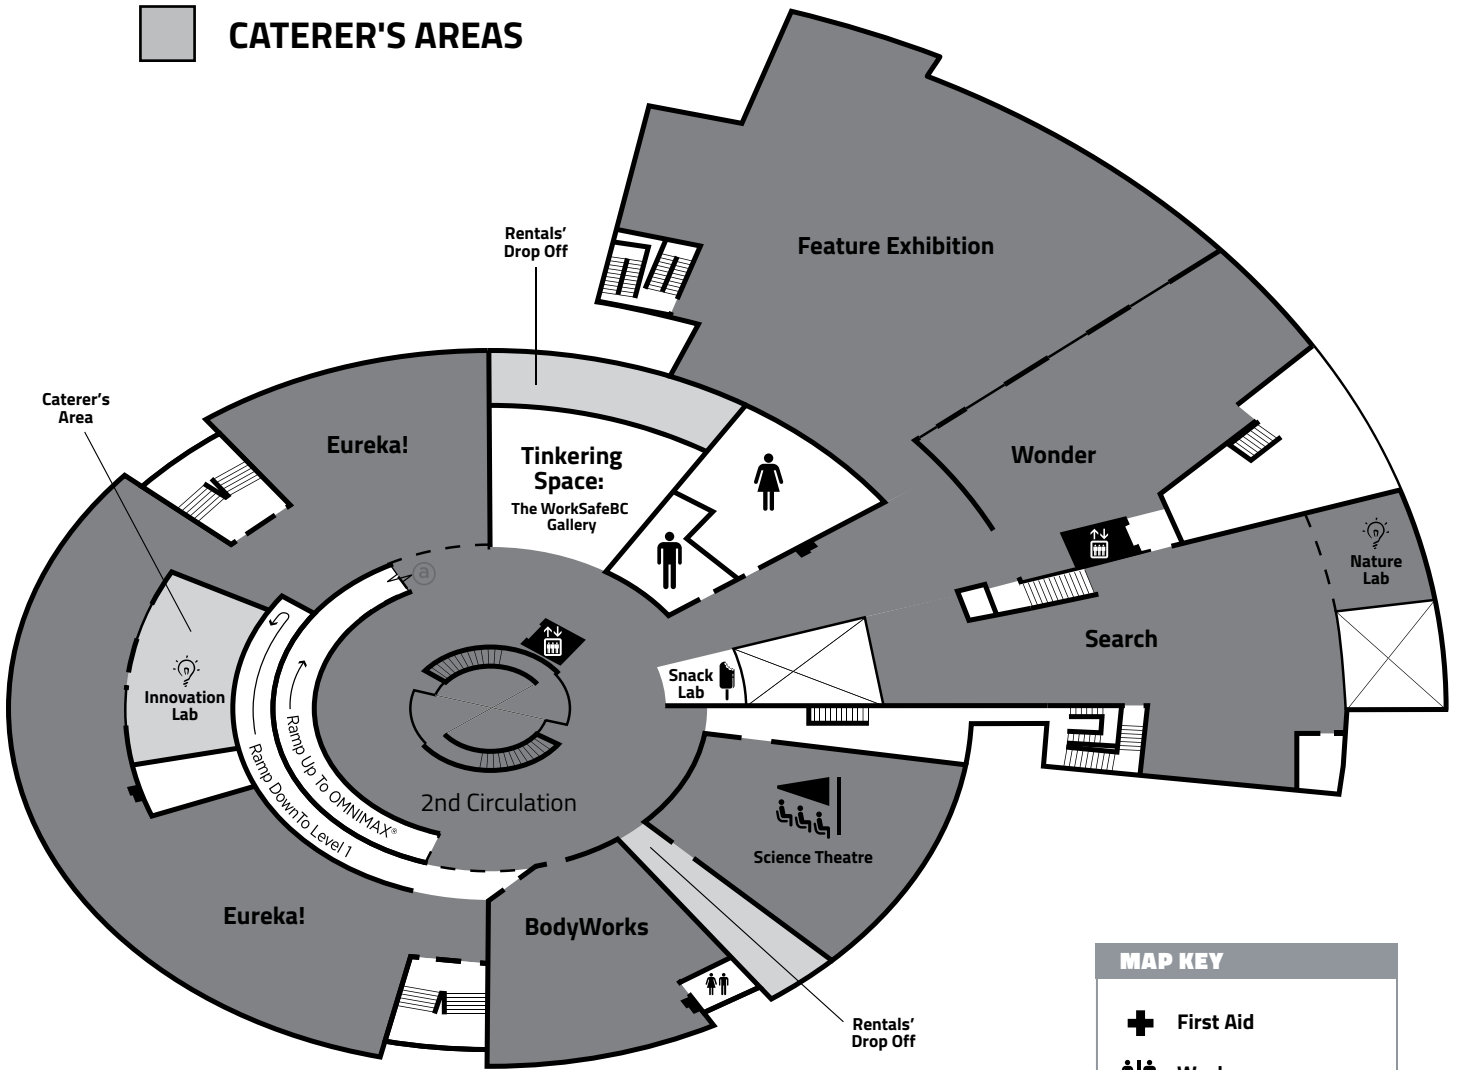 CATERER'S AREAS
Rentals’
Drop Off
Feature Exhibition
Caterer’s
Area
Eureka!
Tinkering
Space:
The WorkSafeBC
Gallery
Wonder
Nature
Lab
Search
Snack
Lab
Innovation
Lab
Ramp Up To OMNIMAX®
Ramp DownTo Level 1
a
2nd Circulation
Science Theatre
Eureka!
BodyWorks
Rentals’
Drop Off
MAP KEY
First Aid